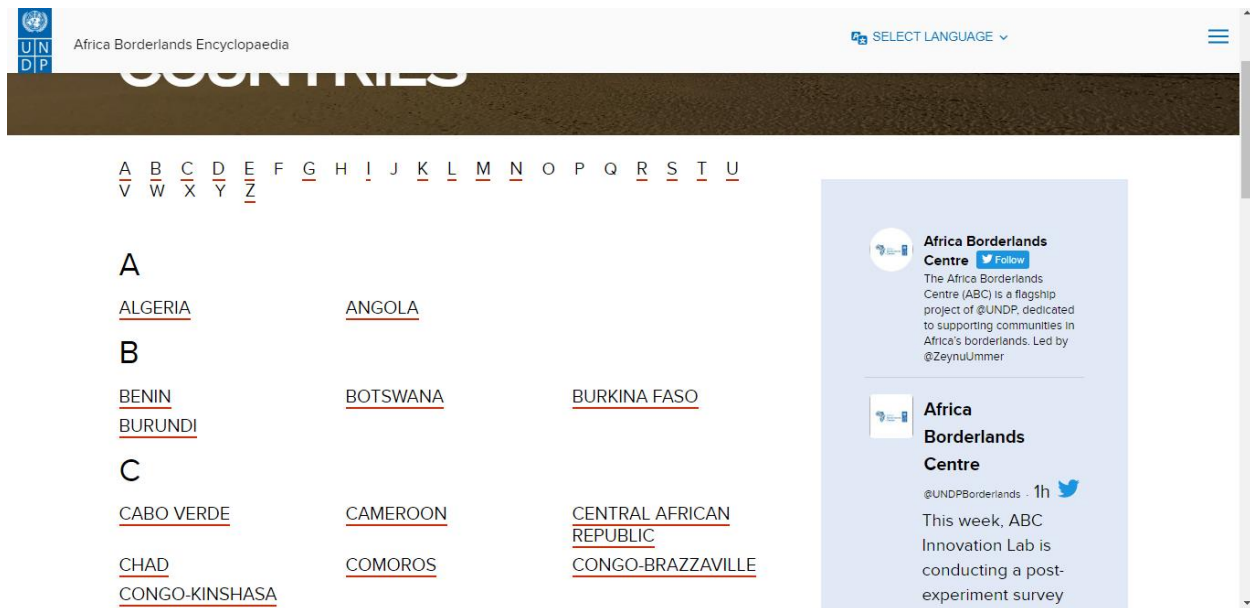 UN
DP
Africa Borderlands Encyclopaedia
SELECT LANGUAGE
COUNTRIES
A B C D E F G H I J K L M N O P Q R S T U
V W X Y Z
A
ALGERIA ANGOLA
B
BENIN BOTSWANA BURKINA FASO
BURUNDI
C
CABO VERDE CAMEROON CENTRAL AFRICAN
REPUBLIC
CHAD COMOROS CONGO-BRAZZAVILLE
CONGO-KINSHASA
Africa Borderlands
Centre Follow
The Africa Borderlands
Centre (ABC) is a flagship
project of @UNDP, dedicated
to supporting communities in
Africa's borderlands. Led by
@ZeynuUmmer
Africa
Borderlands
Centre
@UNDPBorderlands · 1h
This week, ABC
Innovation Lab is
conducting a post-
experiment survey